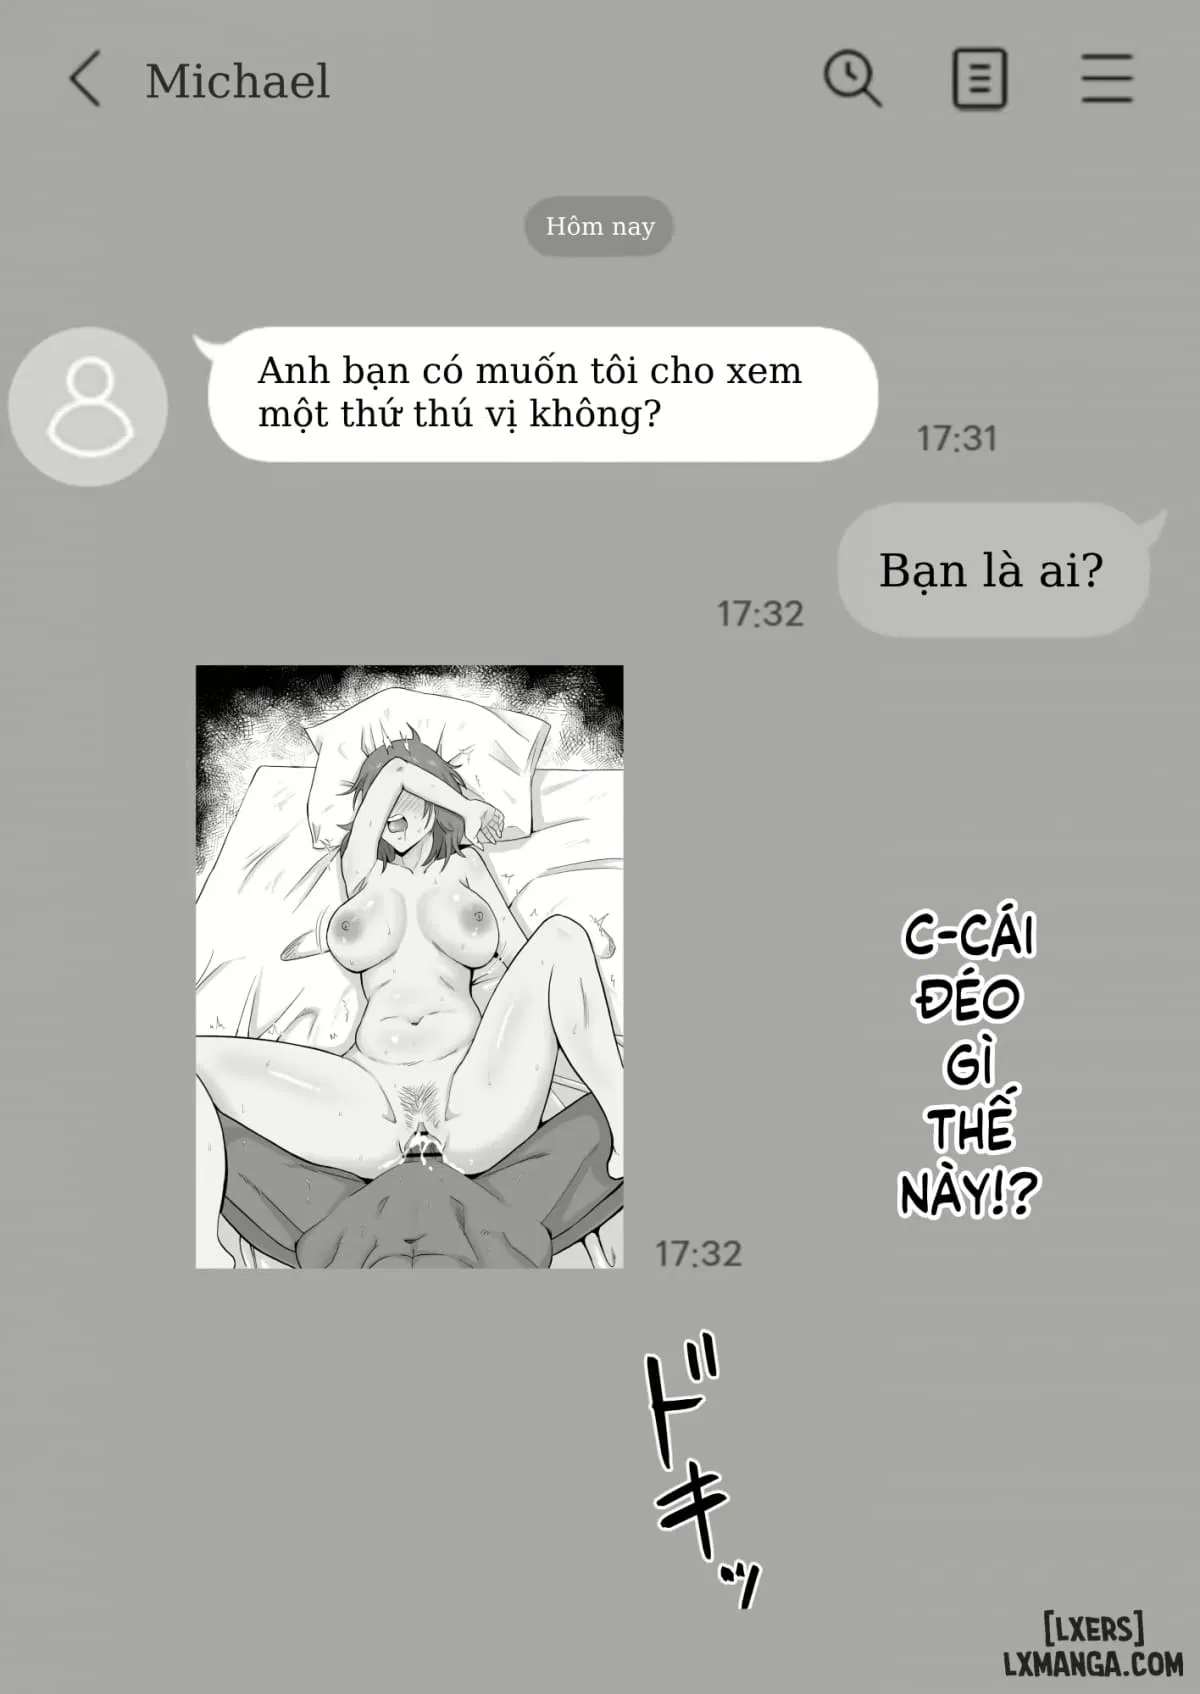 Michael
Hôm nay
Anh bạn có muốn tôi cho xem
một thứ thú vị không?
17:31
Bạn là ai?
17:32
17:32
C-CÁI
ĐÉO
GÌ
THẾ
NÀY!?
ドキッ
[LXERS]
LXMANGA.COM